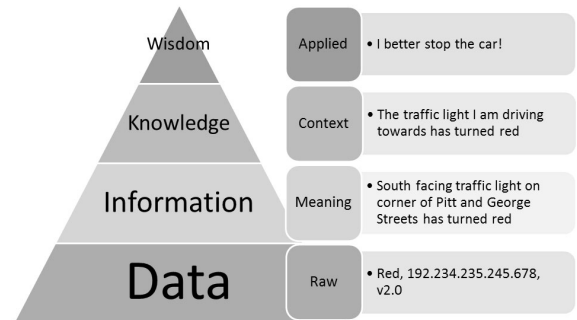 Wisdom
Applied
• I better stop the car!
Knowledge
Context
• The traffic light I am driving
towards has turned red
Information
Meaning
• South facing traffic light on
corner of Pitt and George
Streets has turned red
Data
Raw
• Red, 192.234.235.245.678,
v2.0